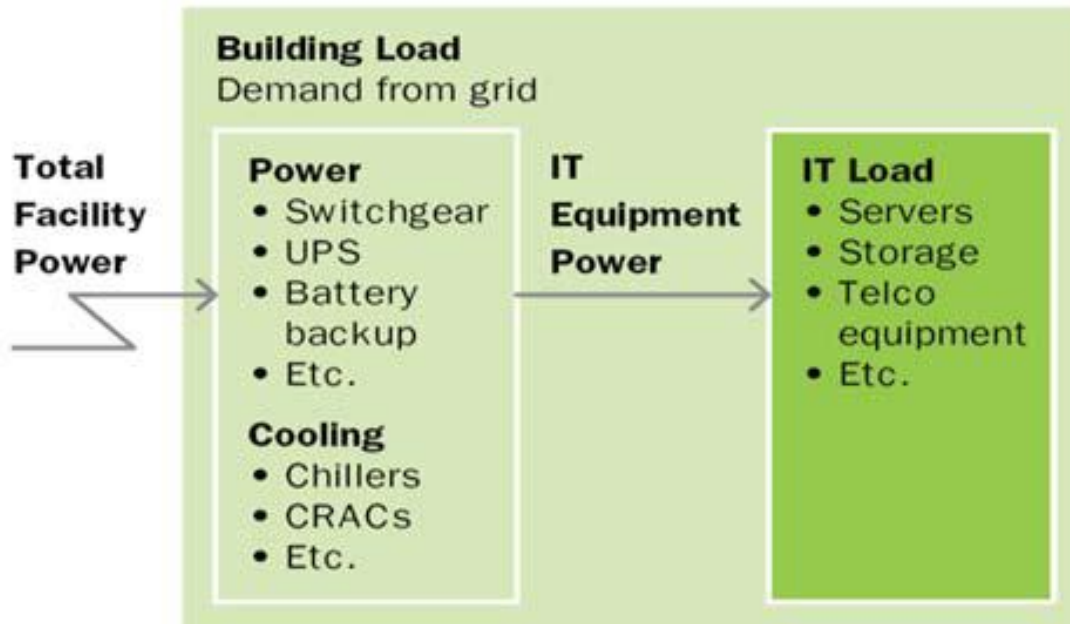 Building Load
Demand from grid
Total
Facility
Power
Power
• Switchgear
• UPS
• Battery
backup
• Etc.
Cooling
• Chillers
• CRACs
• Etc.
IT
Equipment
Power
IT Load
• Servers
• Storage
• Telco
equipment
• Etc.